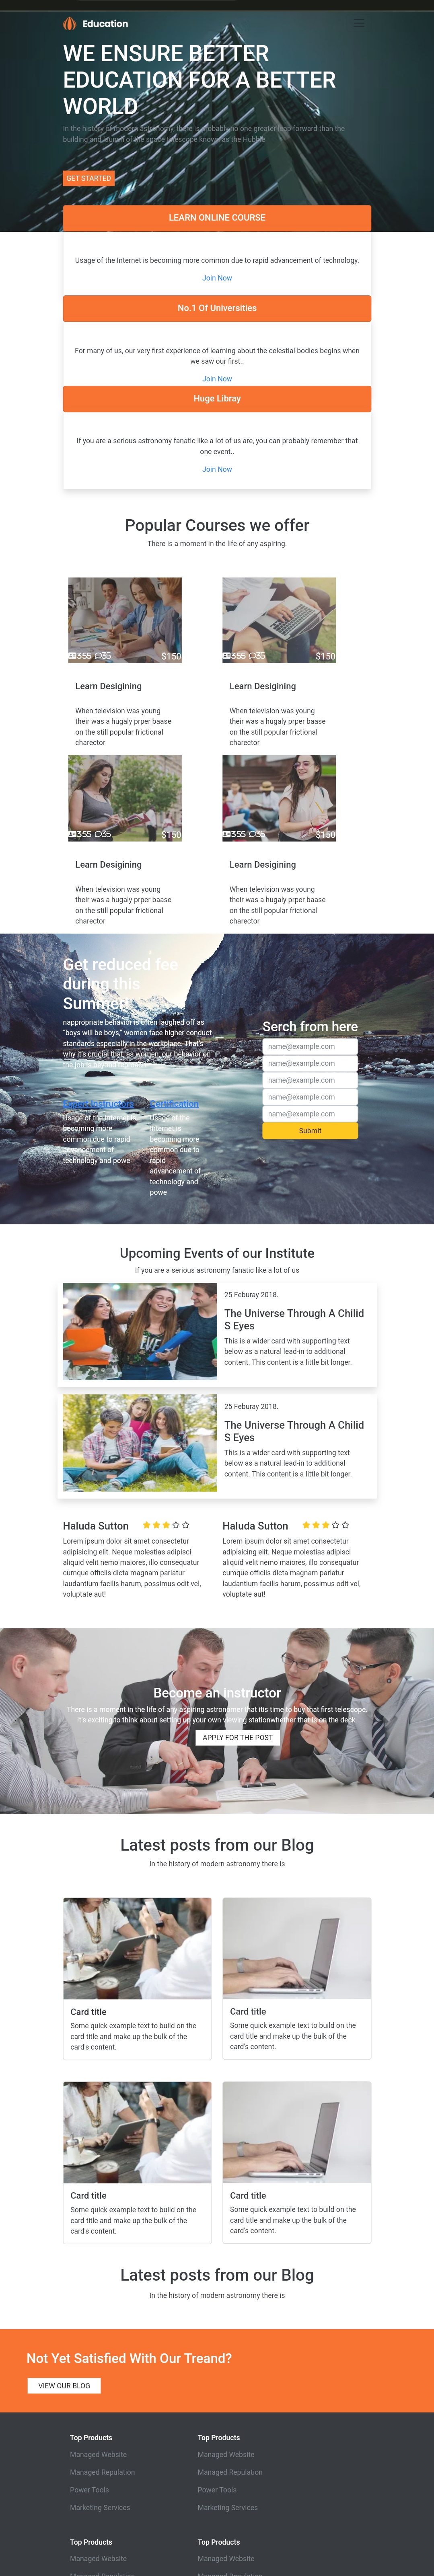 Education
WE ENSURE BETTER
EDUCATION FOR A BETTER
WORLD
In the history of modern astronomy, there is probably no one greater leap forward than the
building and launch of the space telescope known as the Hubble
GET STARTED
LEARN ONLINE COURSE
Usage of the Internet is becoming more common due to rapid advancement of technology.
Join Now
No.1 Of Universities
For many of us, our very first experience of learning about the celestial bodies begins when
we saw our first..
Join Now
Huge Libray
If you are a serious astronomy fanatic like a lot of us are, you can probably remember that
one event..
Join Now
Popular Courses we offer
There is a moment in the life of any aspiring.
355 35 $150
355 35 $150
Learn Desigining
Learn Desigining
When television was young
their was a hugaly prper baase
on the still popular frictional
charector
When television was young
their was a hugaly prper baase
on the still popular frictional
charector
355 35 $150
355 35 $150
Learn Desigining
Learn Desigining
When television was young
their was a hugaly prper baase
on the still popular frictional
charector
When television was young
their was a hugaly prper baase
on the still popular frictional
charector
Get reduced fee
during this
Summer!
nappropriate behavior is often laughed off as
"boys will be boys," women face higher conduct
standards especially in the workplace. That's
why it's crucial that, as women, our behavior on
the job is
Usage of the Internet is
becoming more
common due to rapid
advancement of
technology and powe
Certification
Usage of the
Internet is
becoming more
common due to
rapid
advancement of
technology and
powe
Serch from here
name@example.com
name@example.com
name@example.com
name@example.com
name@example.com
Submit
Upcoming Events of our Institute
If you are a serious astronomy fanatic like a lot of us
25 Feburay 2018.
The Universe Through A Chilid
S Eyes
This is a wider card with supporting text
below as a natural lead-in to additional
content. This content is a little bit longer.
25 Feburay 2018.
The Universe Through A Chilid
S Eyes
This is a wider card with supporting text
below as a natural lead-in to additional
content. This content is a little bit longer.
Haluda Sutton
Lorem ipsum dolor sit amet consectetur
adipisicing elit. Neque molestias adipisci
aliquid velit nemo maiores, illo consequatur
cumque officiis dicta magnam pariatur
laudantium facilis harum, possimus odit vel,
voluptate aut!
Haluda Sutton
Lorem ipsum dolor sit amet consectetur
adipisicing elit. Neque molestias adipisci
aliquid velit nemo maiores, illo consequatur
cumque officiis dicta magnam pariatur
laudantium facilis harum, possimus odit vel,
voluptate aut!
Become an instructor
There is a moment in the life of any aspiring astronomer that itis time to buy that first telescope.
It's exciting to think about setting up your own viewing stationwhether that is on the deck.
APPLY FOR THE POST
Latest posts from our Blog
In the history of modern astronomy there is
Card title
Some quick example text to build on the
card title and make up the bulk of the
card's content.
Card title
Some quick example text to build on the
card title and make up the bulk of the
card's content.
Card title
Some quick example text to build on the
card title and make up the bulk of the
card's content.
Card title
Some quick example text to build on the
card title and make up the bulk of the
card's content.
Latest posts from our Blog
In the history of modern astronomy there is
Not Yet Satisfied With Our Treand?
VIEW OUR BLOG
Top Products
Managed Website
Managed Repulation
Power Tools
Marketing Services
Top Products
Managed Website
Managed Repulation
Power Tools
Marketing Services
Top Products
Managed Website
Managed Repulation
Top Products
Managed Website
Managed Repulation